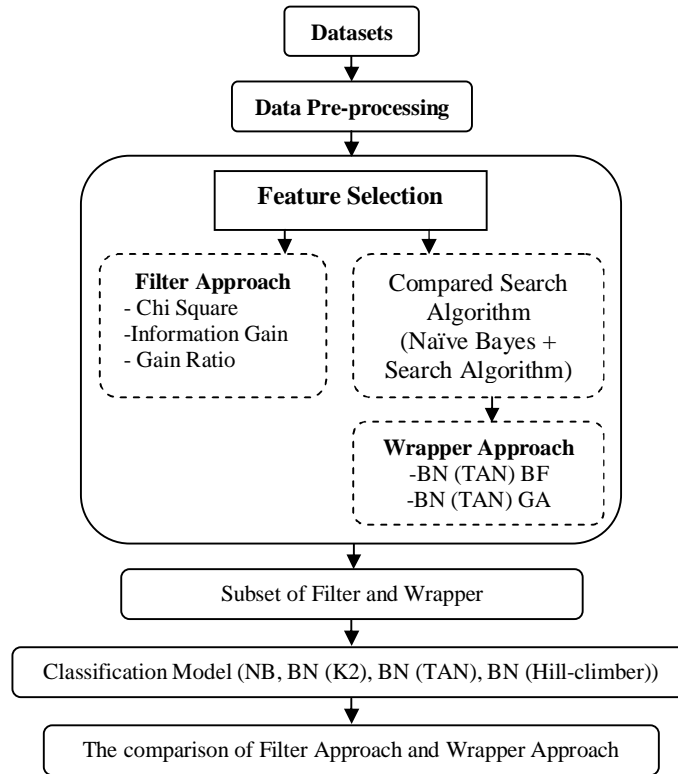 Datasets
Data Pre-processing
Feature Selection
Filter Approach
- Chi Square
-Information Gain
- Gain Ratio
Compared Search
Algorithm
(Naïve Bayes +
Search Algorithm)
Wrapper Approach
-BN (TAN) BF
-BN (TAN) GA
Subset of Filter and Wrapper
Classification Model (NB, BN (K2), BN (TAN), BN (Hill-climber))
The comparison of Filter Approach and Wrapper Approach